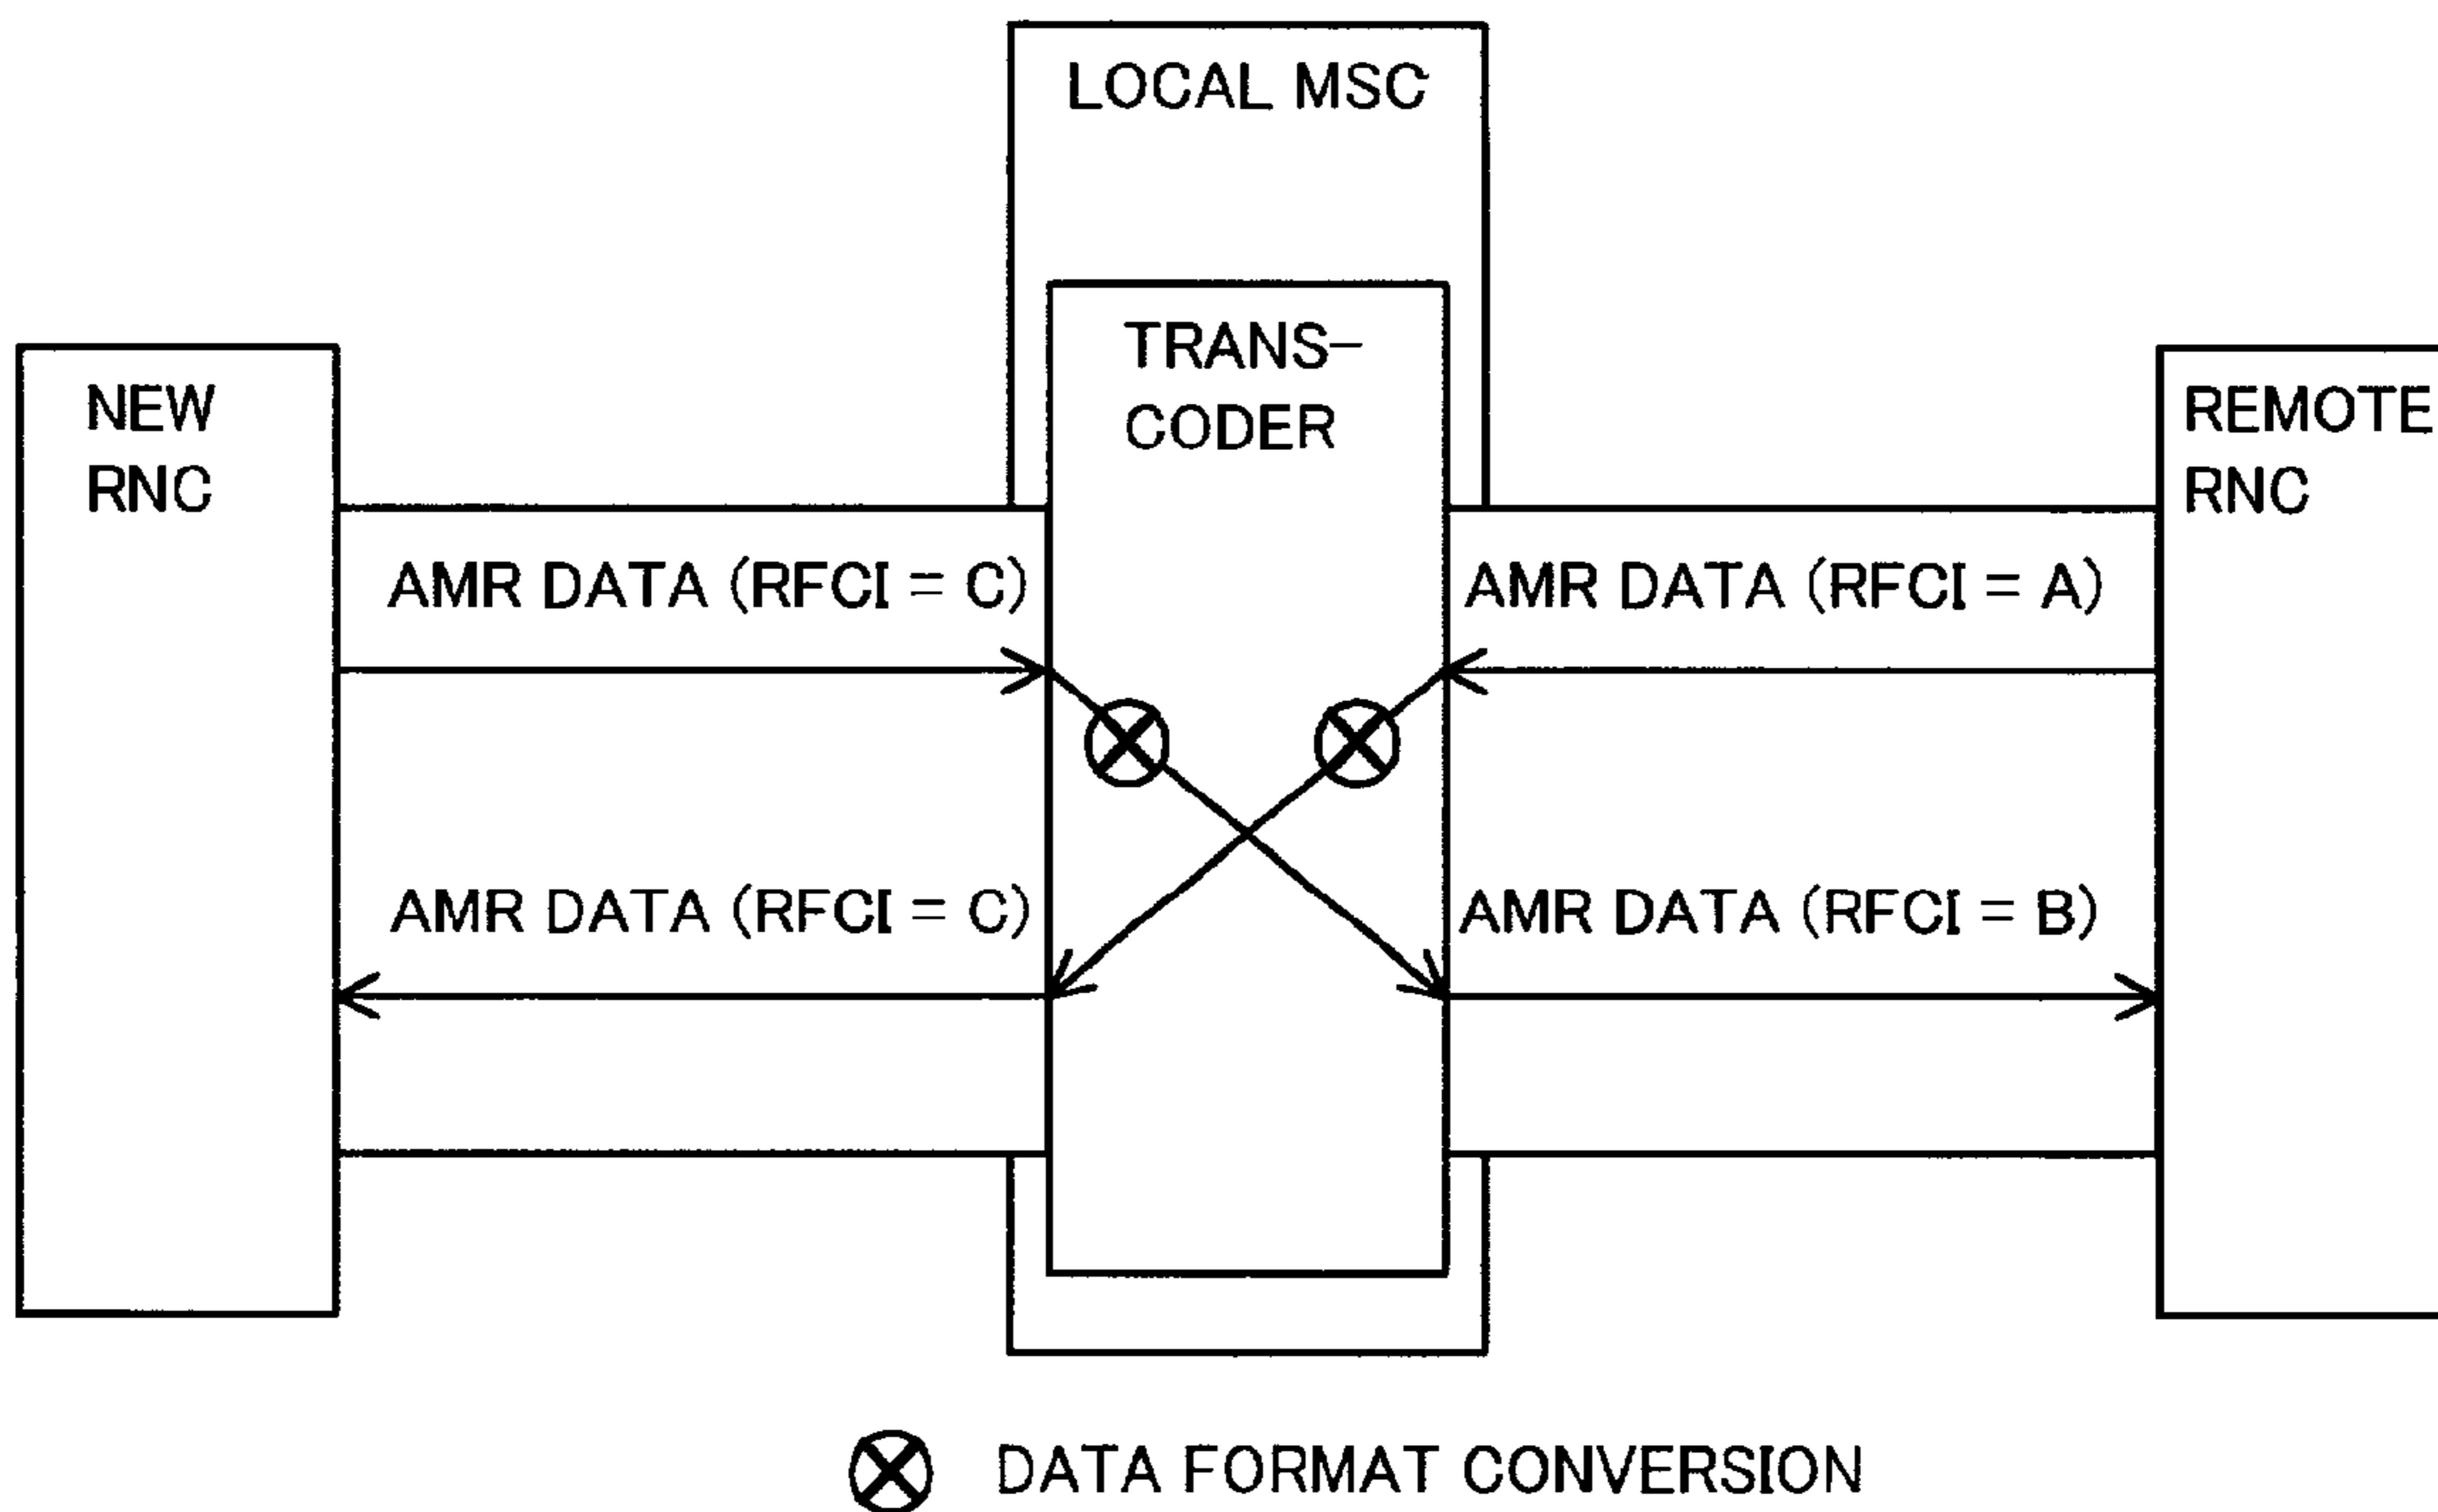 LOCAL MSC
TRANS-
CODER
NEW
RNC
REMOTE
RNC
AMR DATA (RFCI = C)
AMR DATA (RFCI = A)
AMR DATA (RFCI = C)
AMR DATA (RFCI = B)
DATA FORMAT CONVERSION